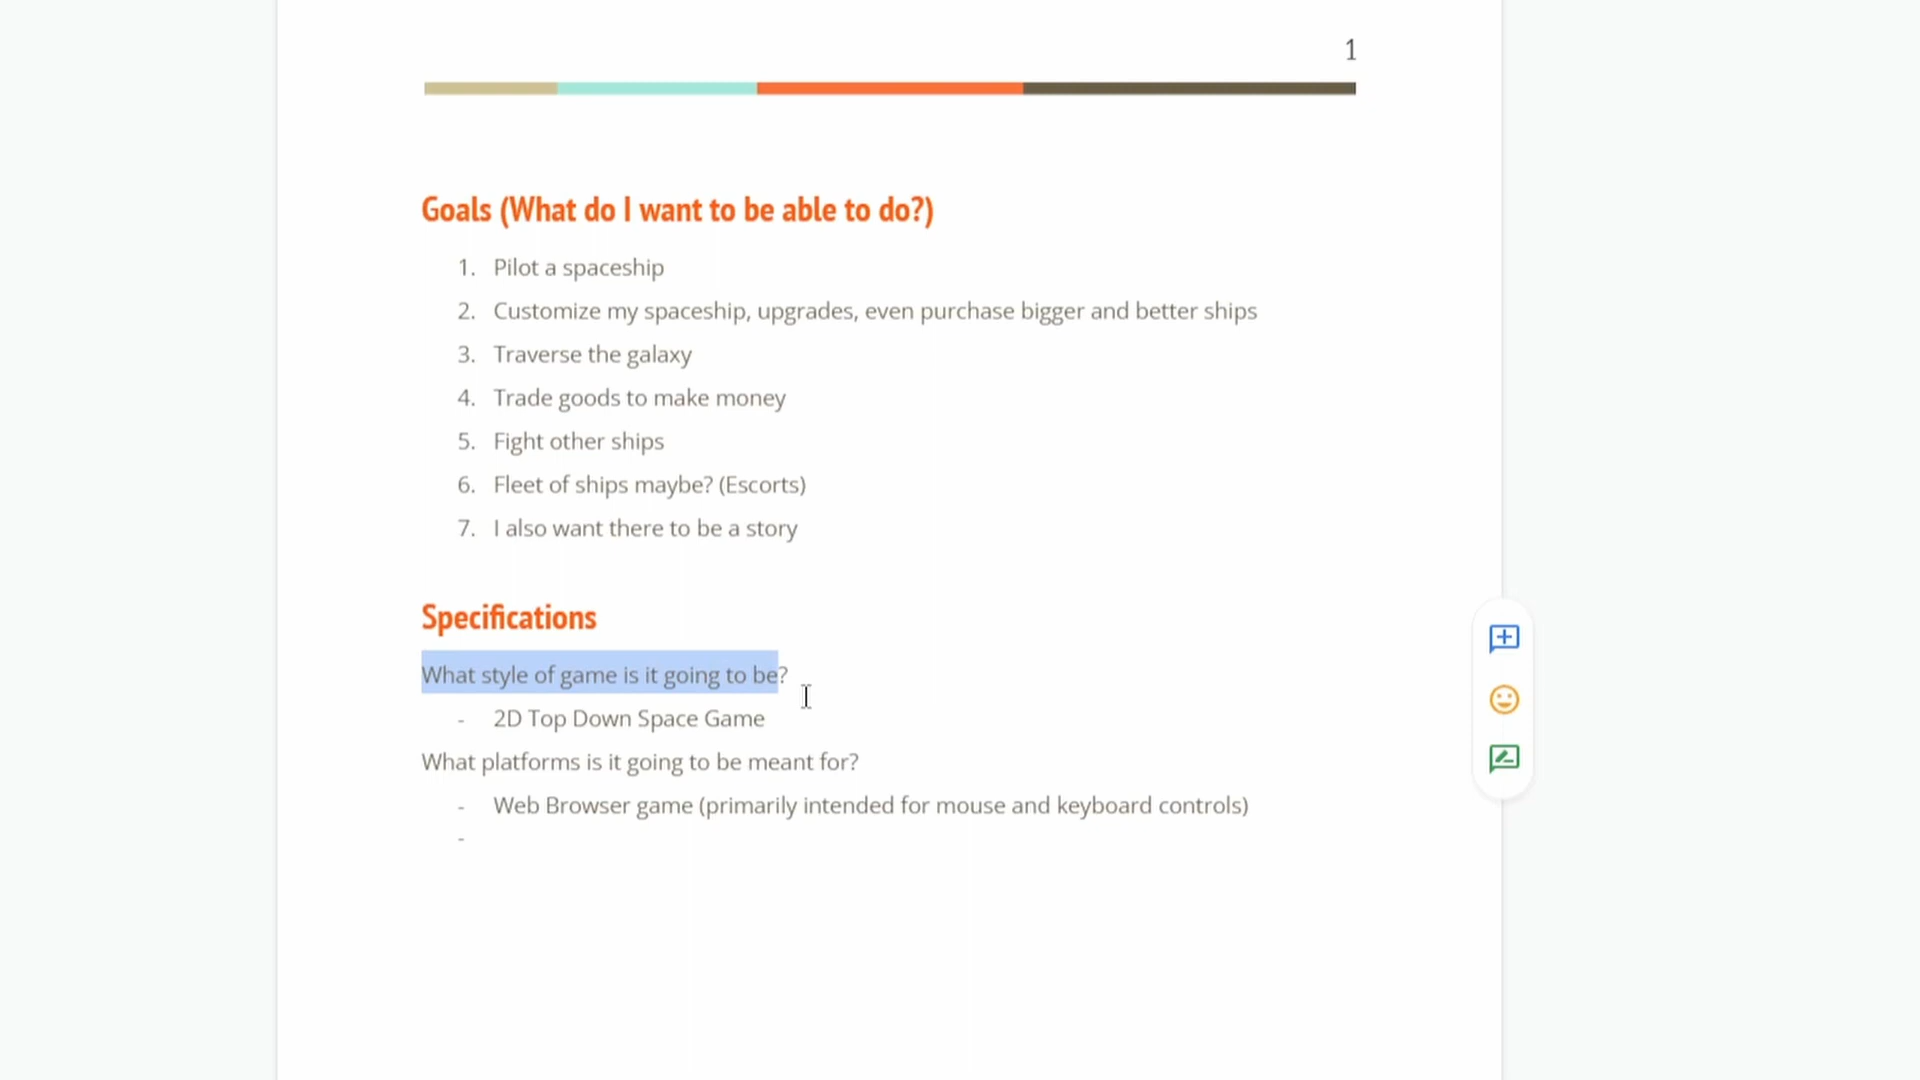 1
Goals (What do I want to be able to do?)
1. Pilot a spaceship
2. Customize my spaceship, upgrades, even purchase bigger and better ships
3. Traverse the galaxy
4. Trade goods to make money
5. Fight other ships
6. Fleet of ships maybe? (Escorts)
7. I also want there to be a story
Specifications
What style of game is it going to be?
- 2D Top Down Space Game
What platforms is it going to be meant for?
- Web Browser game (primarily intended for mouse and keyboard controls)
-